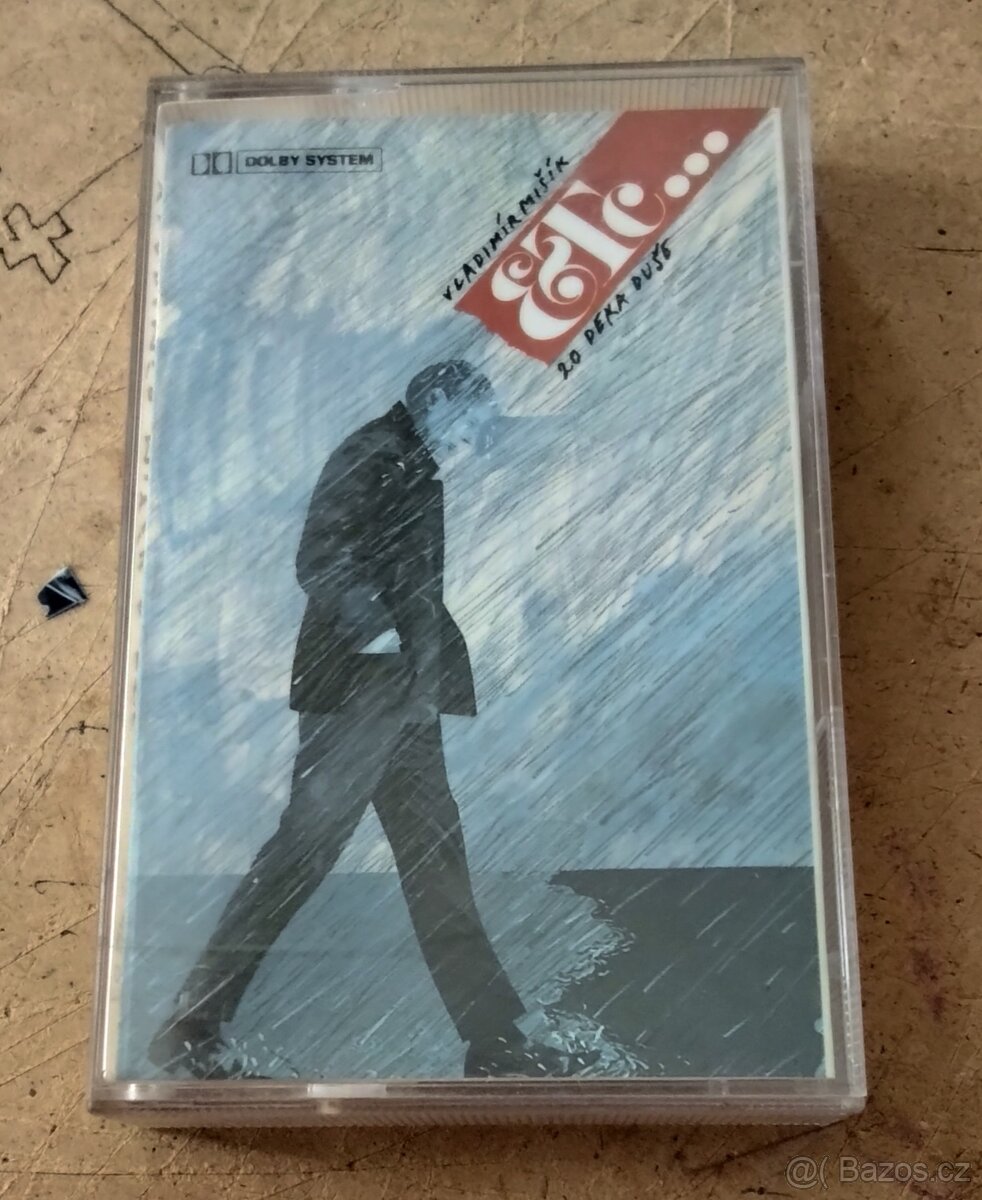 DOLBY SYSTEM
VLADIMÍR MIŠÍK
ETc...
20 DEKA DUŠE
@( Bazos.cz